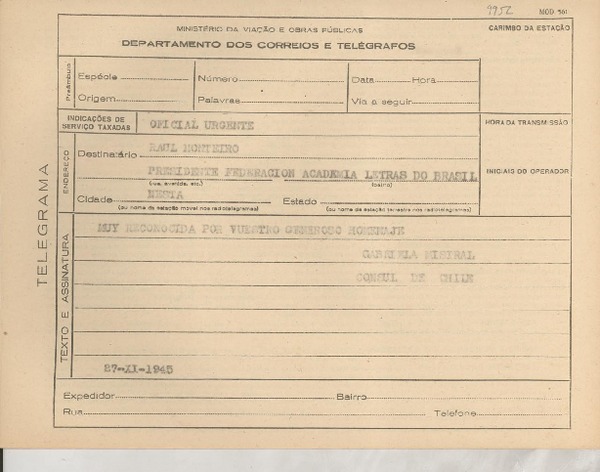 9952
MOD 501
MINISTÉRIO DA VIAÇÃO E OBRAS PÚBLICAS
CARIMBO DA ESTAÇÃO
DEPARTAMENTO DOS CORREIOS E TELÉGRAFOS
Preâmbulo
Espécie
Número
Data
Hora
Origem
Palavras
Via a seguir
INDICAÇÕES DE SERVIÇO TAXADAS
OFICIAL URGENTE
HORA DA TRANSMISSÃO
ENDEREÇO
Destinatário RAUL MONTEIRO
PRESIDENTE FEDERACION ACADEMIA LETRAS DO BRASIL
INICIAIS DO OPERADOR
(rua, avenida, etc.)
(bairro)
Cidade NESTA
Estado
(ou nome da estação móvel nos radiotelegramas)
(ou nome da estação terrestre nos radiotelegramas)
TELEGRAMA
TEXTO E ASSINATURA
MUY RECONOCIDA POR VUESTRO GENEROSO HOMENAJE
GABRIELA MISTRAL
CONSUL DE CHILE
27-XI-1945
Expedidor
Bairro
Rua
Telefone